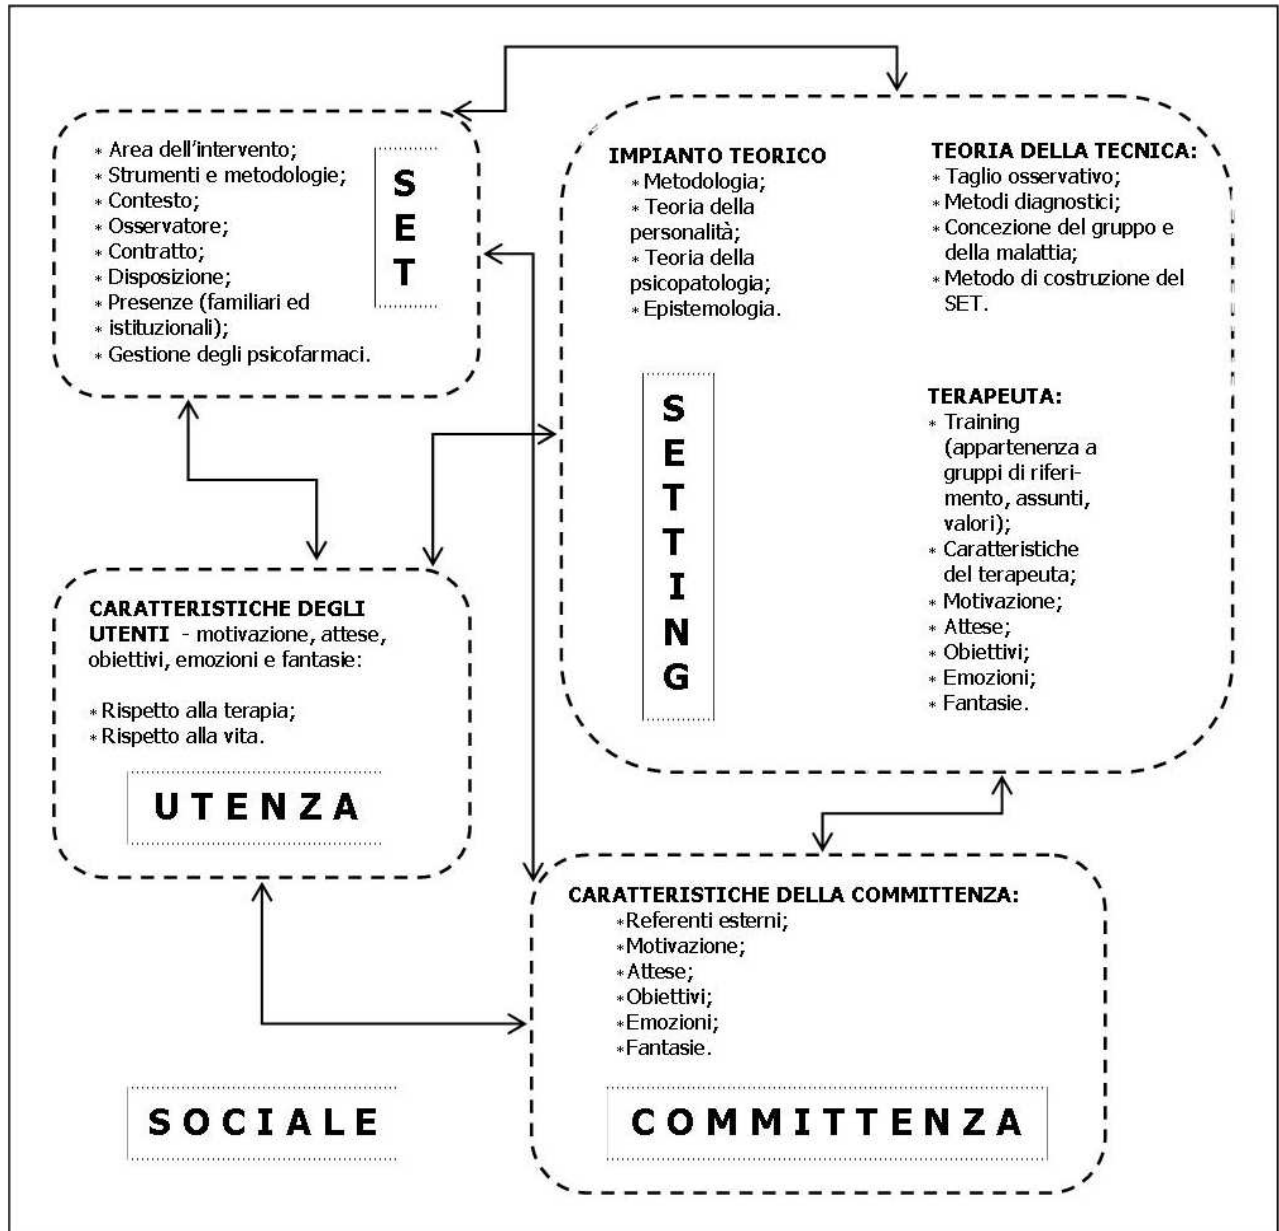 * Area dell'intervento;
* Strumenti e metodologie;
* Contesto;
* Osservatore;
* Contratto;
* Disposizione;
* Presenze (familiari ed
* istituzionali);
* Gestione degli psicofarmaci.
SET
IMPIANTO TEORICO
* Metodologia;
* Teoria della
personalità;
* Teoria della
psicopatologia;
* Epistemologia.
TEORIA DELLA TECNICA:
* Taglio osservativo;
* Metodi diagnostici;
* Concezione del gruppo e
della malattia;
* Metodo di costruzione del
SET.
SETTING
TERAPEUTA:
* Training
(appartenenza a
gruppi di riferi-
mento, assunti,
valori);
* Caratteristiche
del terapeuta;
* Motivazione;
* Attese;
* Obiettivi;
* Emozioni;
* Fantasie.
CARATTERISTICHE DEGLI
UTENTI - motivazione, attese,
obiettivi, emozioni e fantasie:
* Rispetto alla terapia;
* Rispetto alla vita.
UTENZA
CARATTERISTICHE DELLA COMMITTENZA:
*Referenti esterni;
*Motivazione;
*Attese;
*Obiettivi;
*Emozioni;
*Fantasie.
SOCIALE
COMMITTENZA